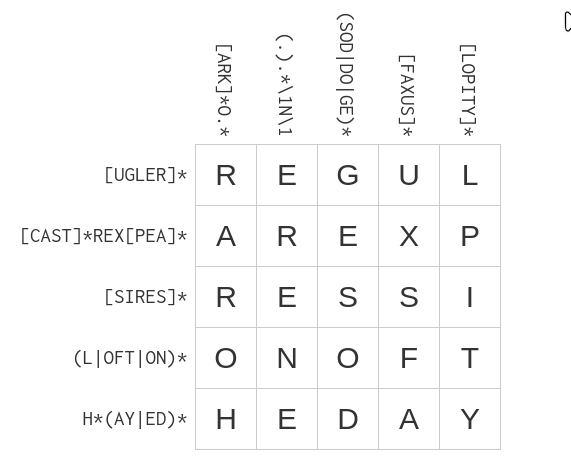 [ARK]*O.*
(.).*\1N\1
(SOD|DO|GE)*
[FAXUS]*
[LOPITY]*
[UGLER]* R E G U L
[CAST]*REX[PEA]* A R E X P
[SIRES]* R E S S I
(L|OFT|ON)* O N O F T
H*(AY|ED)* H E D A Y